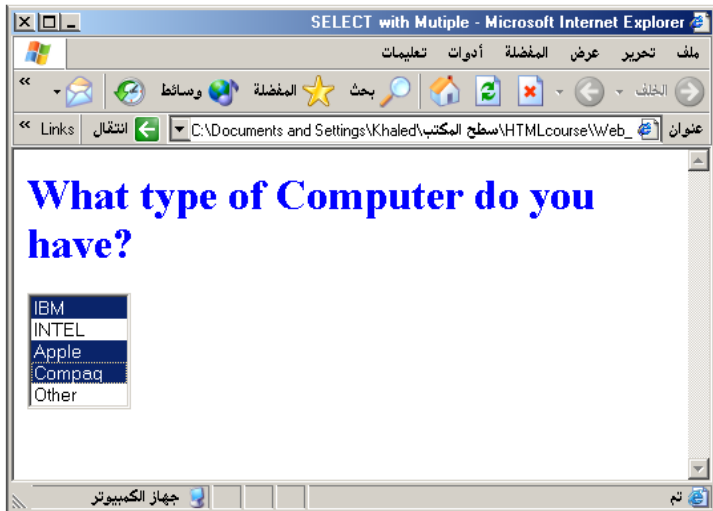 SELECT with Mutiple - Microsoft Internet Explorer
ملف تحرير عرض المفضلة أدوات تعليمات
الخلف بحث المفضلة وسائط »
عنوان C:\Documents and Settings\Khaled\سطح المكتب\HTMLcourse\Web_ انتقال Links »
What type of Computer do you
have?
IBM
INTEL
Apple
Compaq
Other
تم جهاز الكمبيوتر